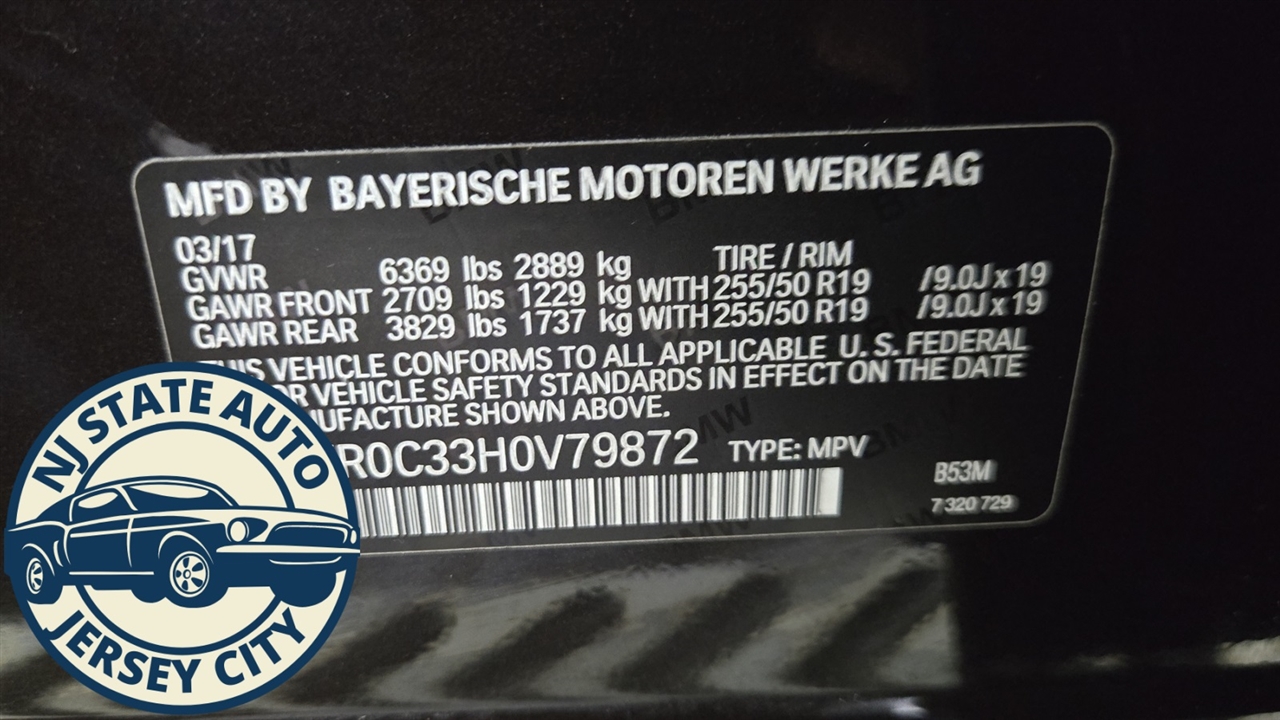 MFD BY BAYERISCHE MOTOREN WERKE AG
03/17 TIRE / RIM
GVWR 6369 lbs 2889 kg
GAWR FRONT 2709 lbs 1229 kg WITH 255/50 R19 /9.0J x 19
GAWR REAR 3829 lbs 1737 kg WITH 255/50 R19 /9.0J x 19
VEHICLE CONFORMS TO ALL APPLICABLE U.S. FEDERAL
VEHICLE SAFETY STANDARDS IN EFFECT ON THE DATE
SHOWN ABOVE.
R0C33H0V79872 TYPE: MPV
B53M
7 320 729
NJ STATE AUTO
JERSEY CITY